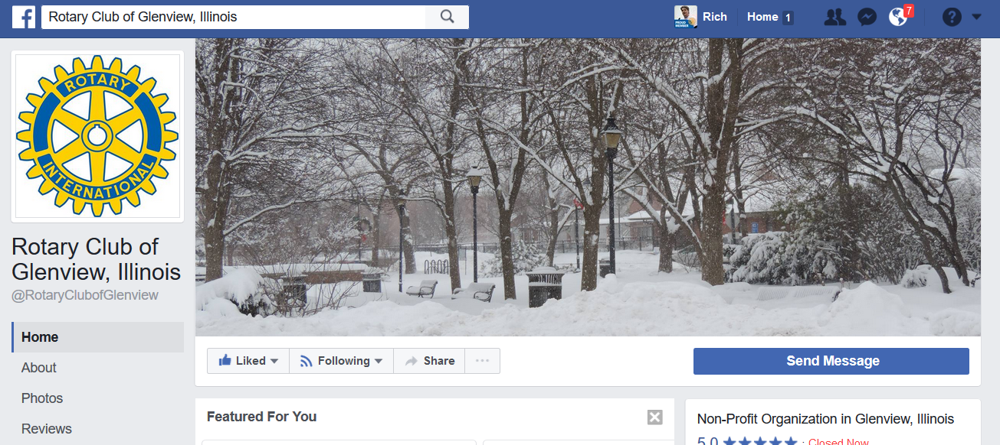 Rotary Club of Glenview, Illinois
Rich
Home 1
7
?
ROTARY
INTERNATIONAL
Rotary Club of
Glenview, Illinois
@RotaryClubofGlenview
Home
About
Photos
Reviews
Liked
Following
Share
Send Message
Featured For You
Non-Profit Organization in Glenview, Illinois
5.0 ★★★★★ · Closed Now